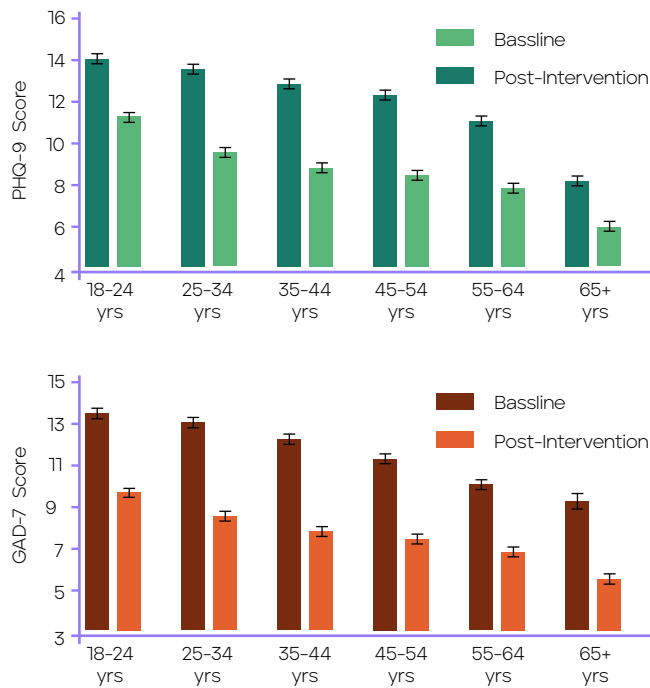 16
14
12
10
8
6
4
PHQ-9 Score
Bassline
Post-Intervention
18-24 yrs
25-34 yrs
35-44 yrs
45-54 yrs
55-64 yrs
65+ yrs
15
13
11
9
7
5
3
GAD-7 Score
Bassline
Post-Intervention
18-24 yrs
25-34 yrs
35-44 yrs
45-54 yrs
55-64 yrs
65+ yrs